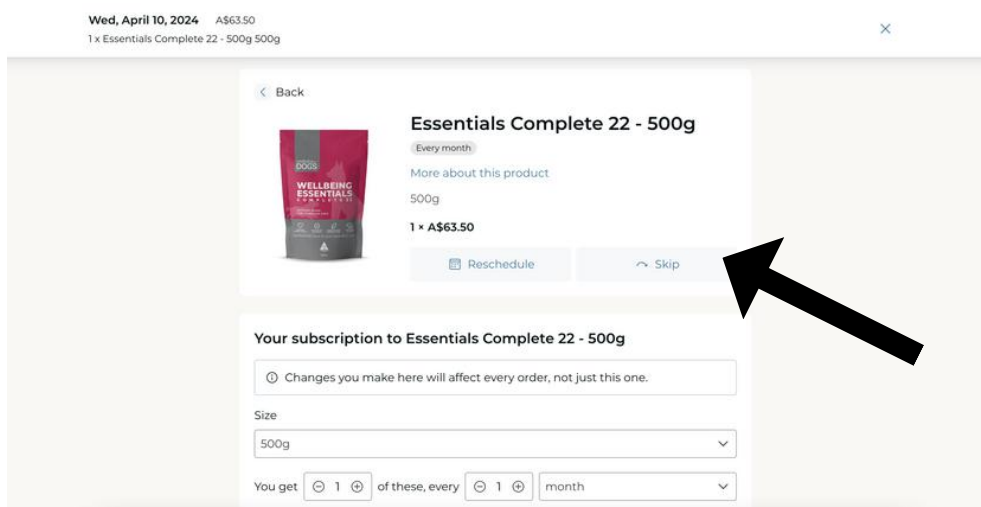 Wed, April 10, 2024 A$63.50
1 x Essentials Complete 22 - 500g 500g
Back
Essentials Complete 22 - 500g
Every month
More about this product
500g
1 × A$63.50
DOGS
WELLBEING
ESSENTIALS
COMPLETE 22
Reschedule Skip
Your subscription to Essentials Complete 22 - 500g
Changes you make here will affect every order, not just this one.
Size
500g
You get 1 of these, every 1 month